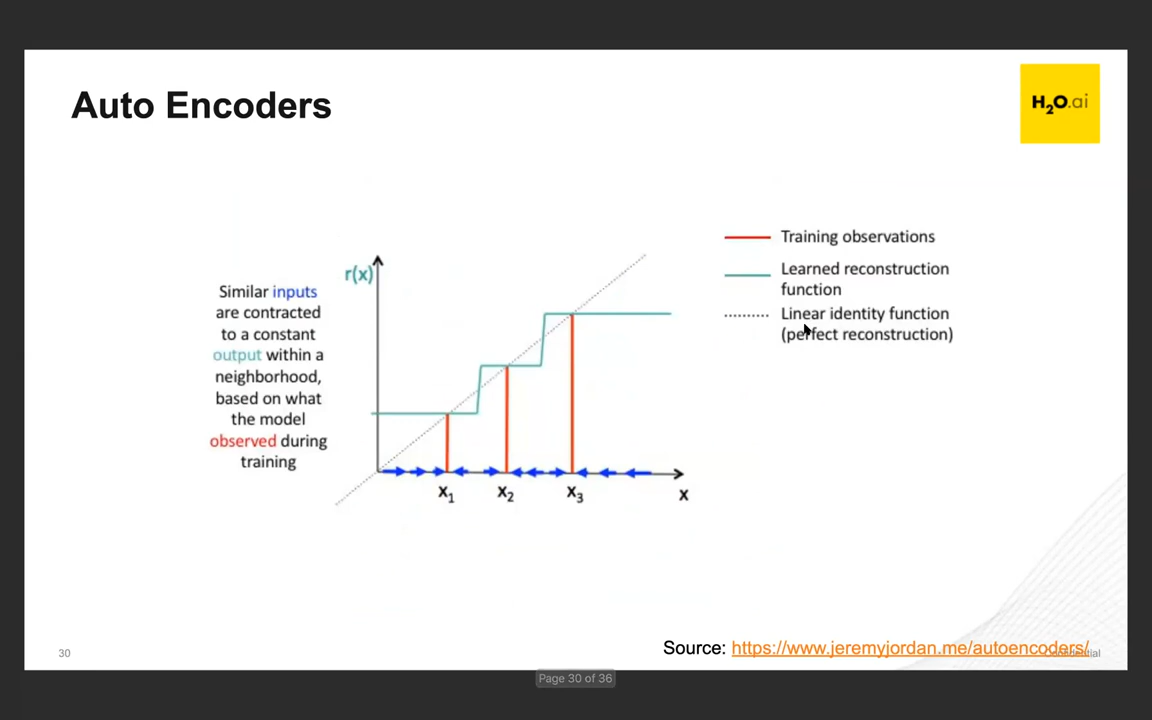 Auto Encoders
H2O.ai
Similar inputs
are contracted
to a constant
output within a
neighborhood,
based on what
the model
observed during
training
r(x)
x1
x2
x3
x
Training observations
Learned reconstruction
function
Linear identity function
(perfect reconstruction)
Source: https://www.jeremyjordan.me/autoencoders/
30
Confidential
Page 30 of 36